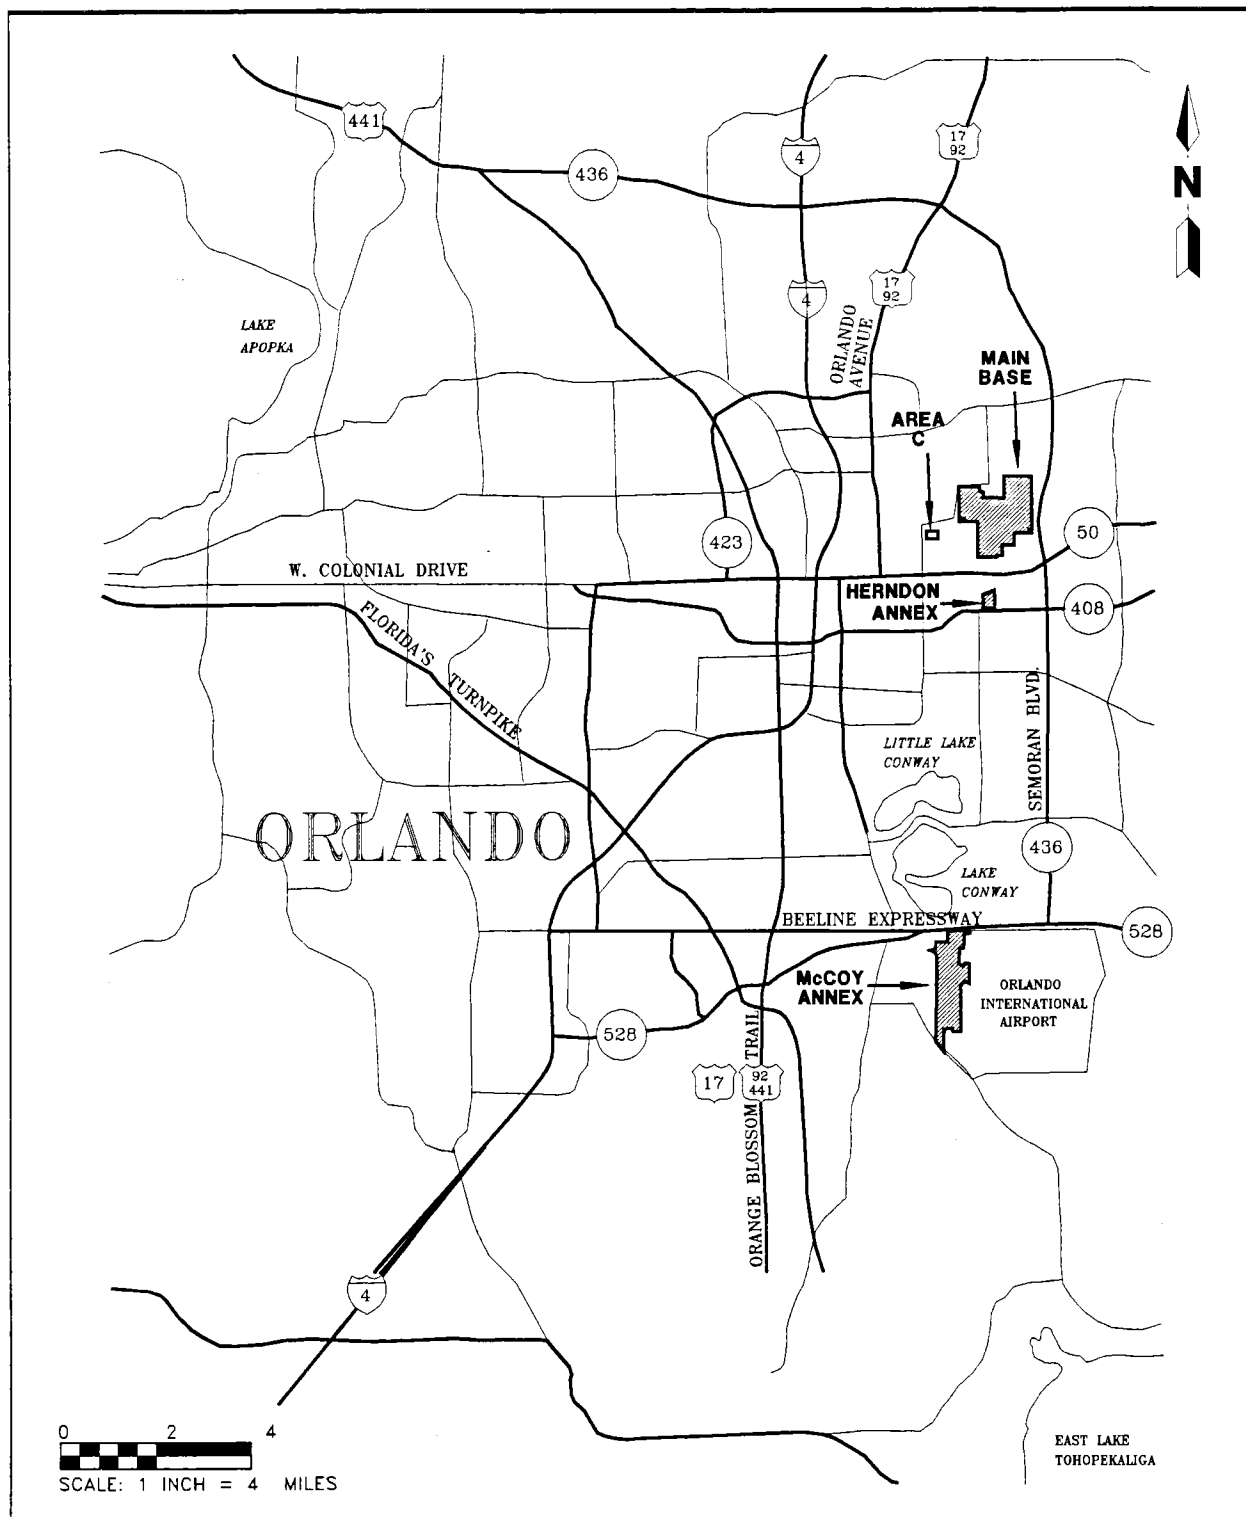 441
436
4
17
92
N
4
17
92
LAKE
APOPKA
ORLANDO
AVENUE
MAIN
BASE
AREA
C
423
50
W. COLONIAL DRIVE
HERNDON
ANNEX
408
FLORIDA'S TURNPIKE
SEMORAN BLVD.
LITTLE LAKE
CONWAY
ORLANDO
436
LAKE
CONWAY
BEELINE EXPRESSWAY
528
McCOY
ANNEX
ORLANDO
INTERNATIONAL
AIRPORT
528
17
92
441
ORANGE BLOSSOM TRAIL
4
0 2 4
SCALE: 1 INCH = 4 MILES
EAST LAKE
TOHOPEKALIGA